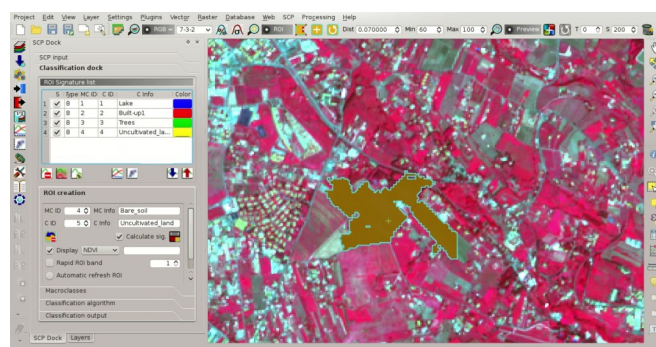 Project Edit View Layer Settings Plugins Vector Raster Database Web SCP Processing Help
RGB = 7-3-2 ROI Dist 0.070000 Min 60 Max 100 Preview T 0 S 200
SCP Dock
SCP input
Classification dock
ROI Signature list
S Type MC ID C ID C Info Color
1 B 1 1 Lake
2 B 2 2 Built-up1
3 B 3 3 Trees
4 B 4 4 Uncultivated_la...
ROI creation
MC ID 4 MC Info Bare_soil
C ID 5 C Info Uncultivated_land
Calculate sig.
Display NDVI
Rapid ROI band 1
Automatic refresh ROI
Macroclasses
Classification algorithm
Classification output
SCP Dock Layers